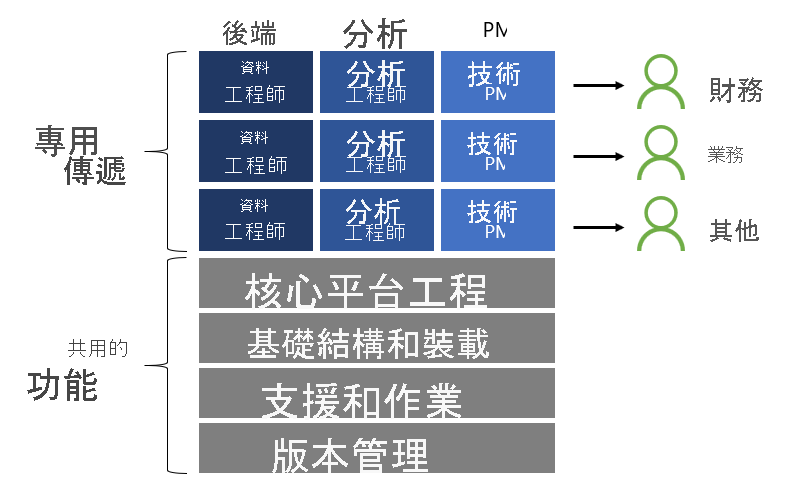 後端
分析
PM
資料
工程師
分析
工程師
技術
PM
財務
專用
傳遞
資料
工程師
分析
工程師
技術
PM
業務
資料
工程師
分析
工程師
技術
PM
其他
核心平台工程
共用的
功能
基礎結構和裝載
支援和作業
版本管理